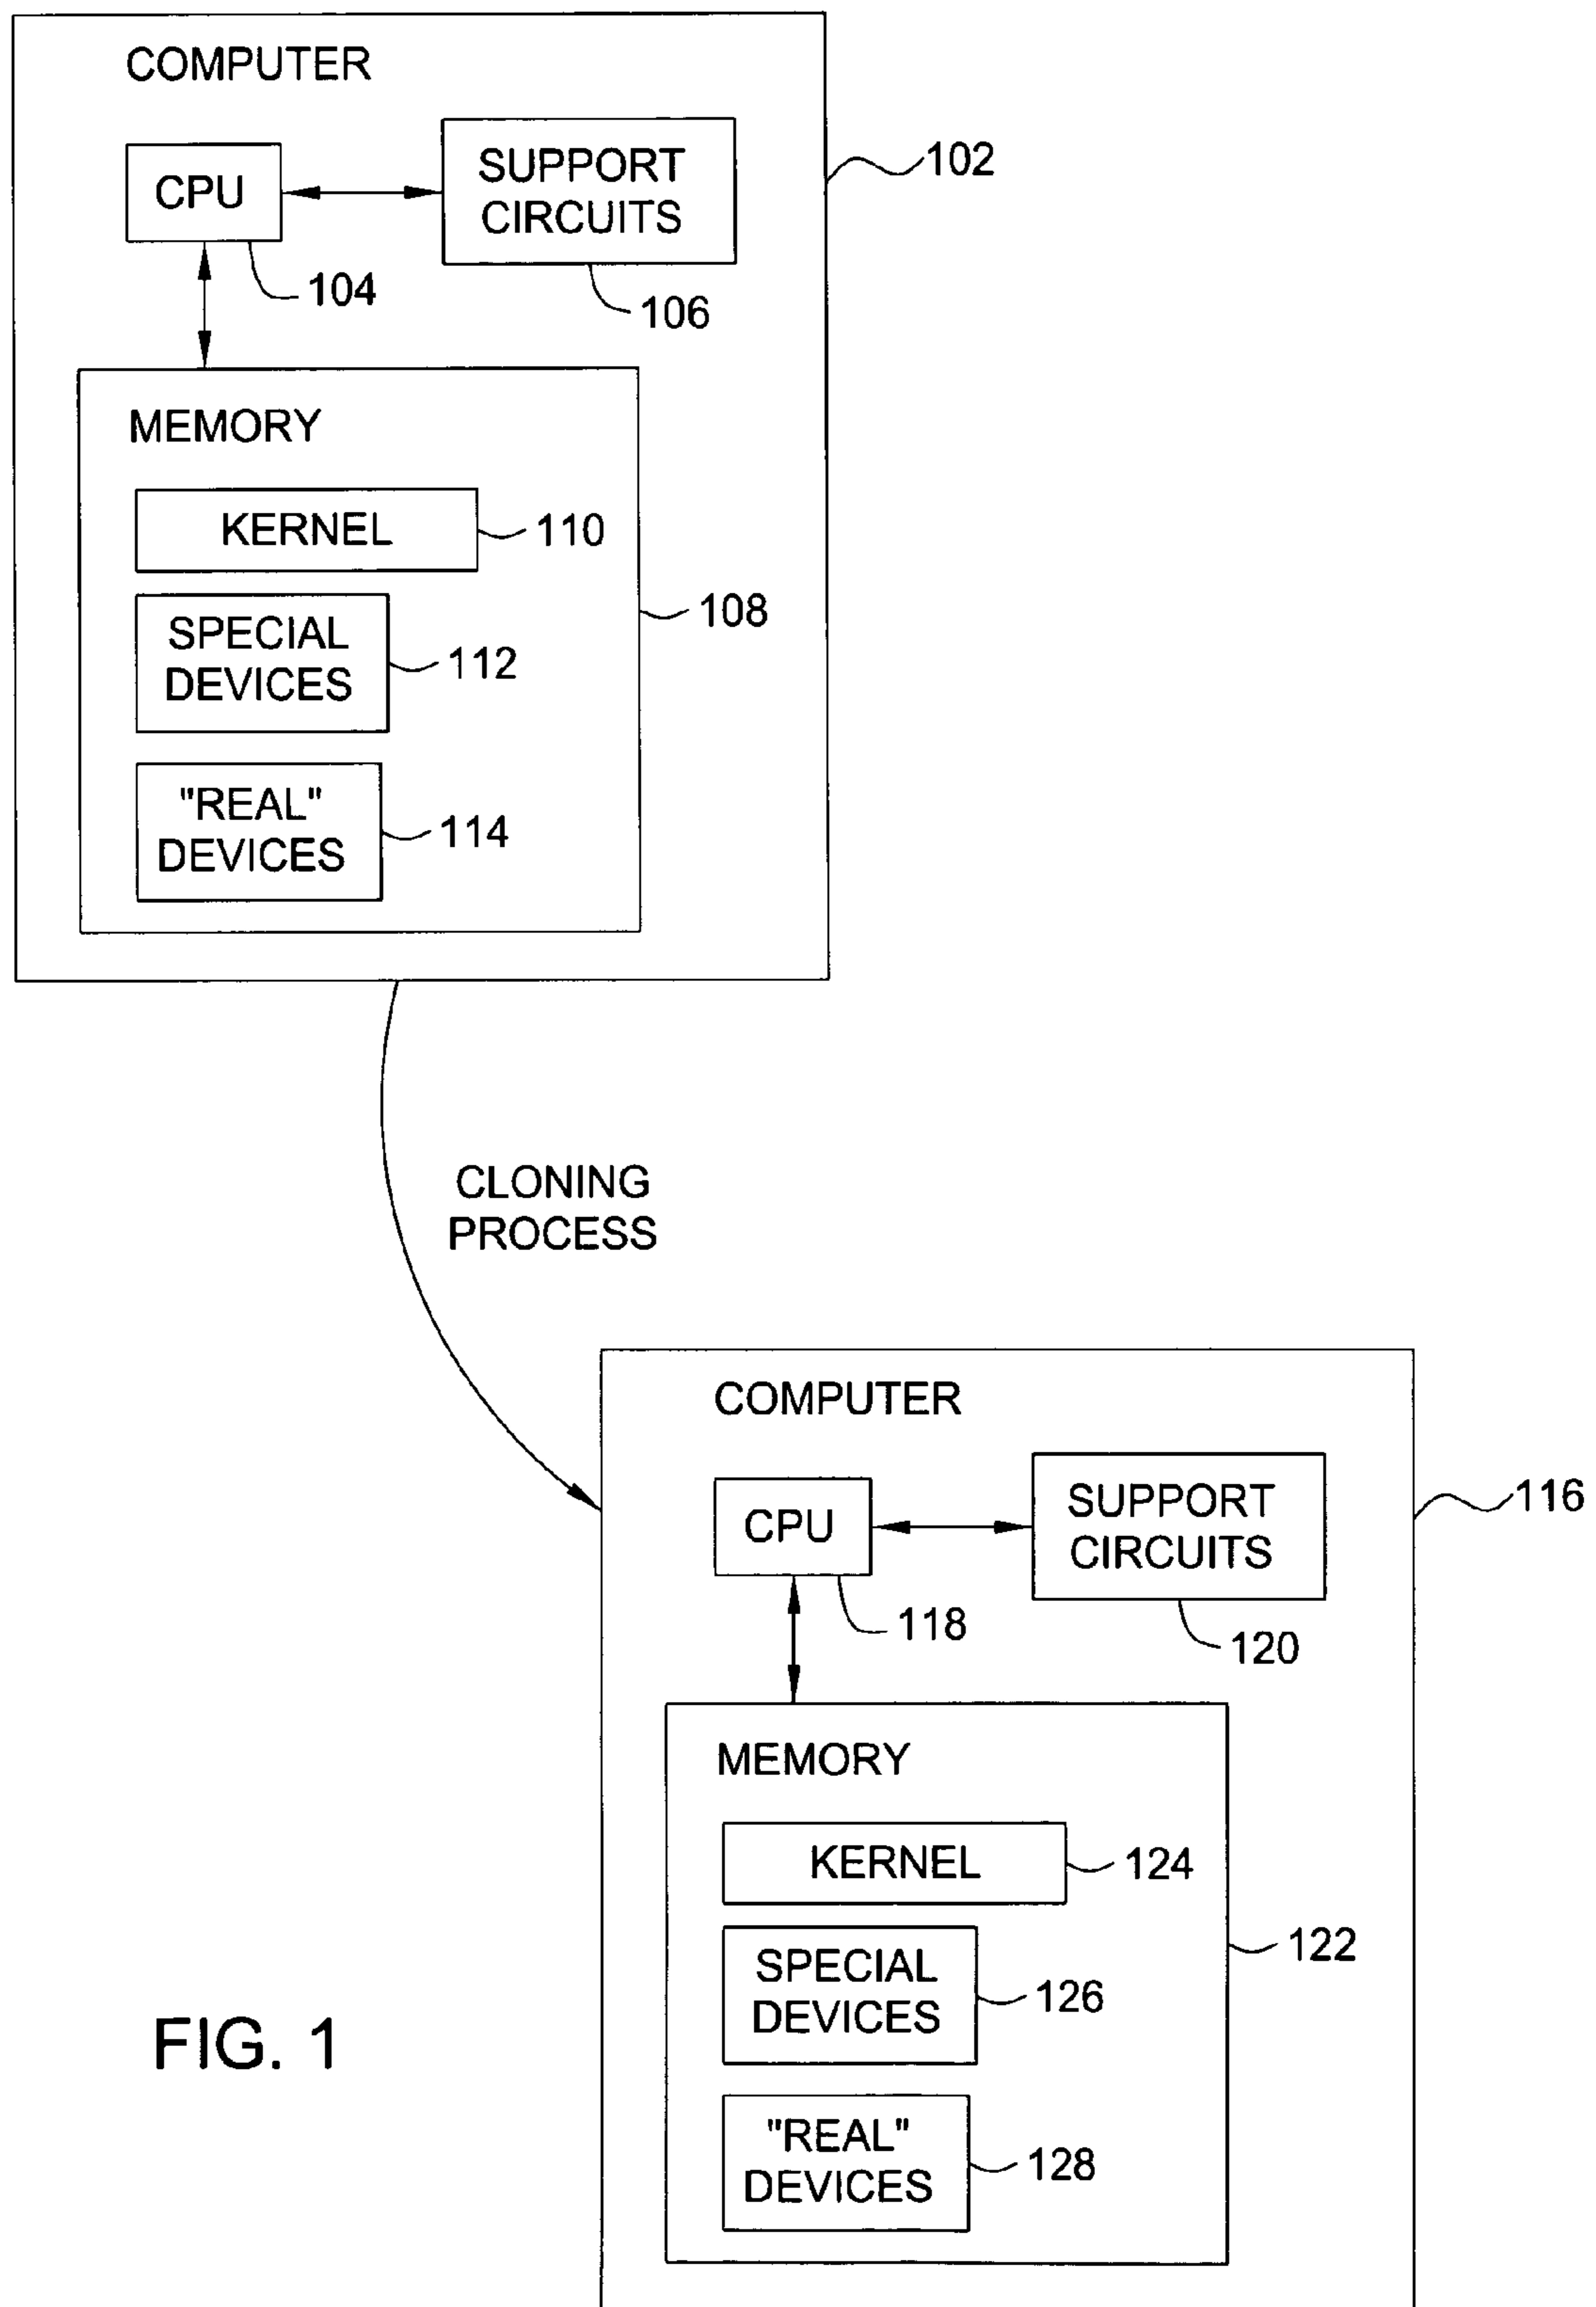 COMPUTER
102
CPU
SUPPORT
CIRCUITS
104
106
MEMORY
KERNEL
110
108
SPECIAL
DEVICES
112
"REAL"
DEVICES
114
CLONING
PROCESS
COMPUTER
116
CPU
SUPPORT
CIRCUITS
118
120
MEMORY
KERNEL
124
122
SPECIAL
DEVICES
126
"REAL"
DEVICES
128
FIG. 1